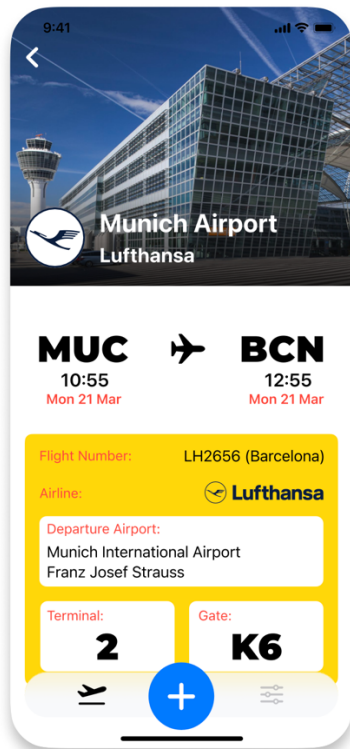 9:41
Munich Airport
Lufthansa
MUC BCN
10:55 12:55
Mon 21 Mar Mon 21 Mar
Flight Number: LH2656 (Barcelona)
Airline: Lufthansa
Departure Airport:
Munich International Airport
Franz Josef Strauss
Terminal: Gate:
2 K6